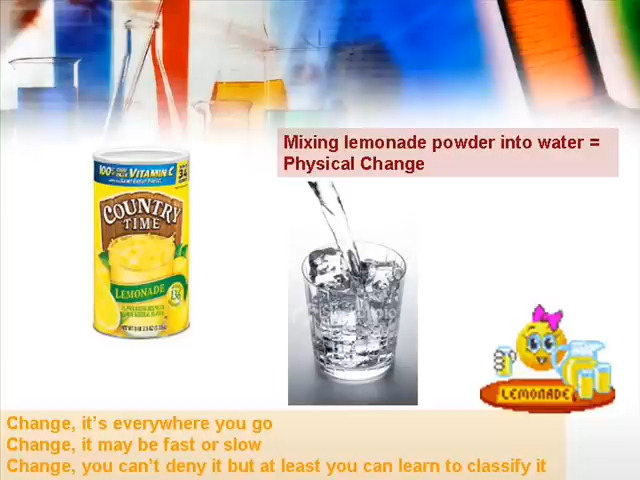 Mixing lemonade powder into water =
Physical Change
VITAMIN C
COUNTRY
TIME
LEMONADE
LEMONADE
Change, it's everywhere you go
Change, it may be fast or slow
Change, you can't deny it but at least you can learn to classify it